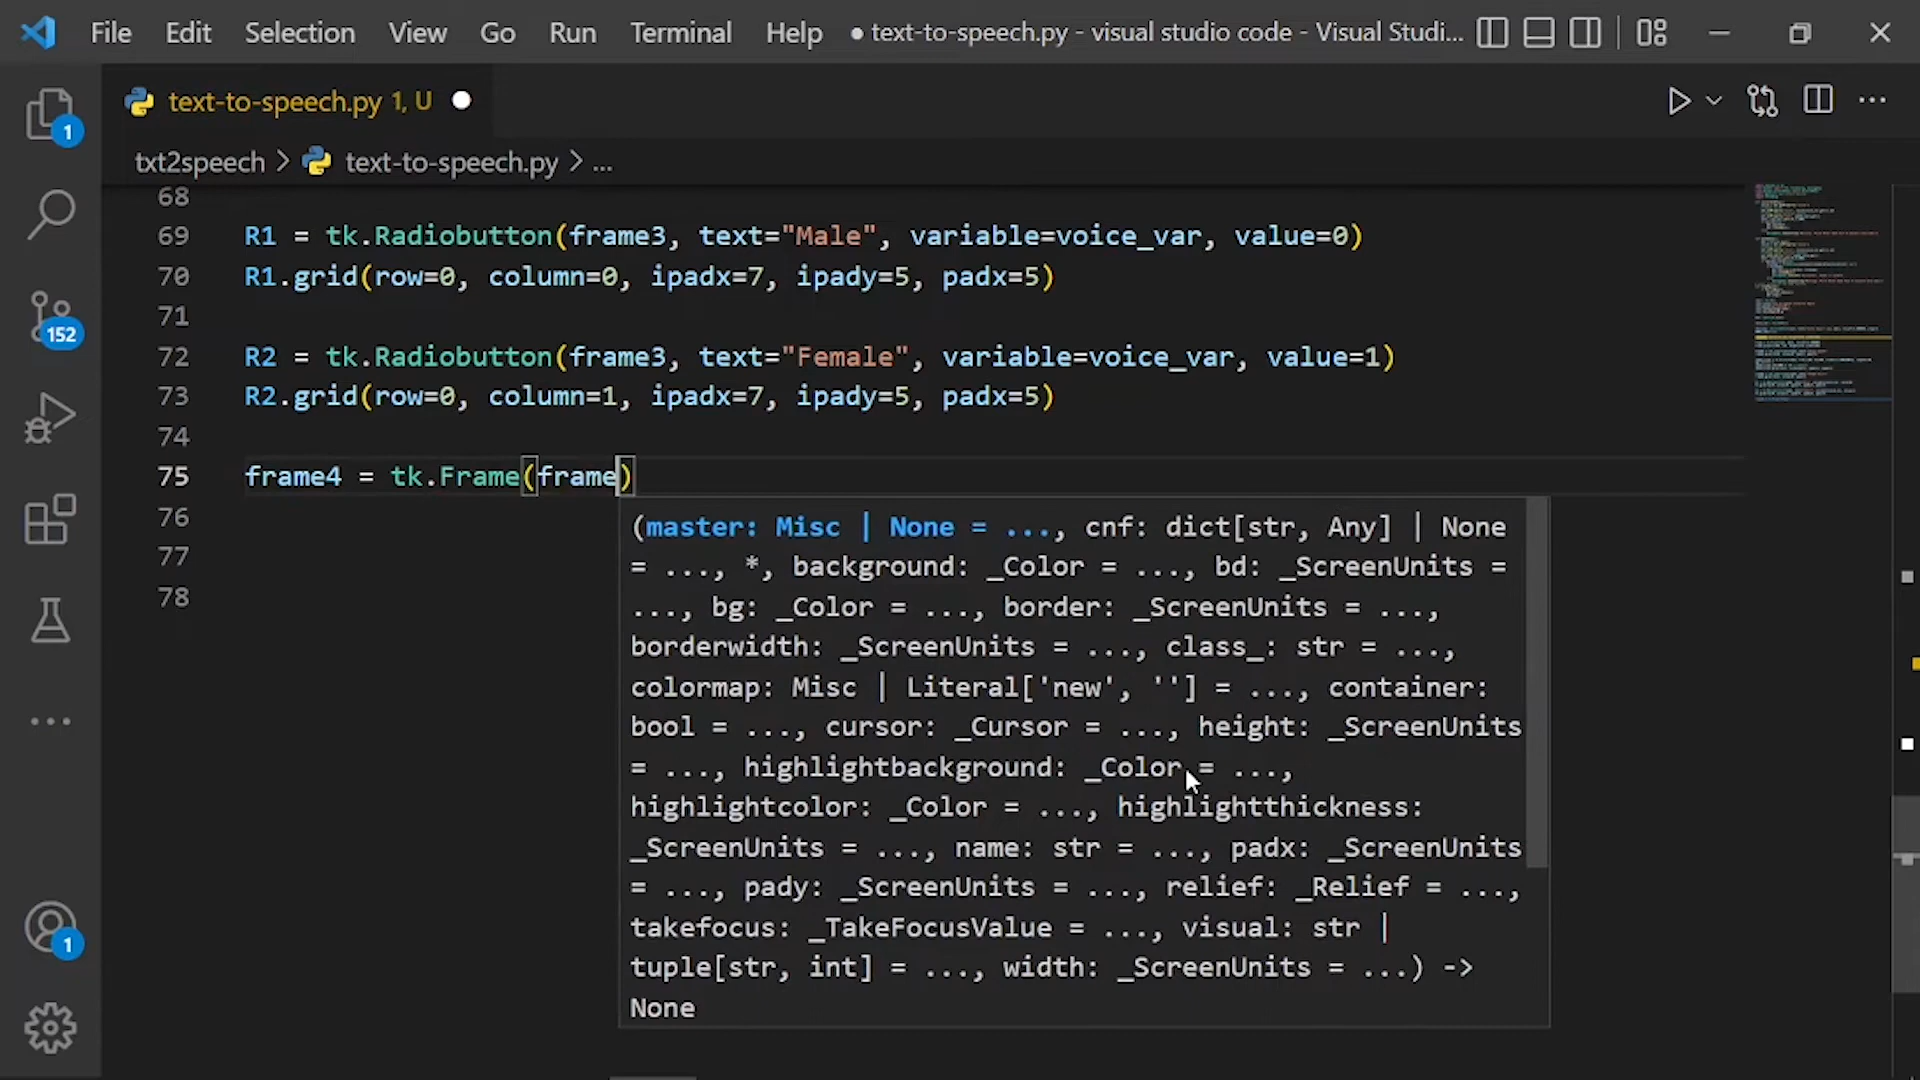 File Edit Selection View Go Run Terminal Help ● text-to-speech.py - visual studio code - Visual Studi...
1
text-to-speech.py 1, U
txt2speech > text-to-speech.py > ...
68
69 R1 = tk.Radiobutton(frame3, text="Male", variable=voice_var, value=0)
70 R1.grid(row=0, column=0, ipadx=7, ipady=5, padx=5)
71
72 R2 = tk.Radiobutton(frame3, text="Female", variable=voice_var, value=1)
73 R2.grid(row=0, column=1, ipadx=7, ipady=5, padx=5)
74
75 frame4 = tk.Frame(frame)
76
77
78
(master: Misc | None = ..., cnf: dict[str, Any] | None
= ..., *, background: _Color = ..., bd: _ScreenUnits =
..., bg: _Color = ..., border: _ScreenUnits = ...,
borderwidth: _ScreenUnits = ..., class_: str = ...,
colormap: Misc | Literal['new', ''] = ..., container:
bool = ..., cursor: _Cursor = ..., height: _ScreenUnits
= ..., highlightbackground: _Color = ...,
highlightcolor: _Color = ..., highlightthickness:
_ScreenUnits = ..., name: str = ..., padx: _ScreenUnits
= ..., pady: _ScreenUnits = ..., relief: _Relief = ...,
takefocus: _TakeFocusValue = ..., visual: str |
tuple[str, int] = ..., width: _ScreenUnits = ...) ->
None
152
1